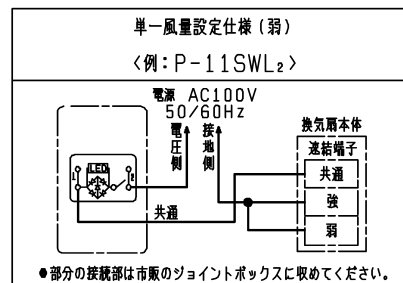 単一風量設定仕様(弱)
〈例:P-11SWL₂〉
電源 AC100V
50/60Hz
電圧側
接地側
換気扇本体
速結端子
LED
1
2
共通
強
弱
共通
●部分の接続部は市販のジョイントボックスに収めてください。